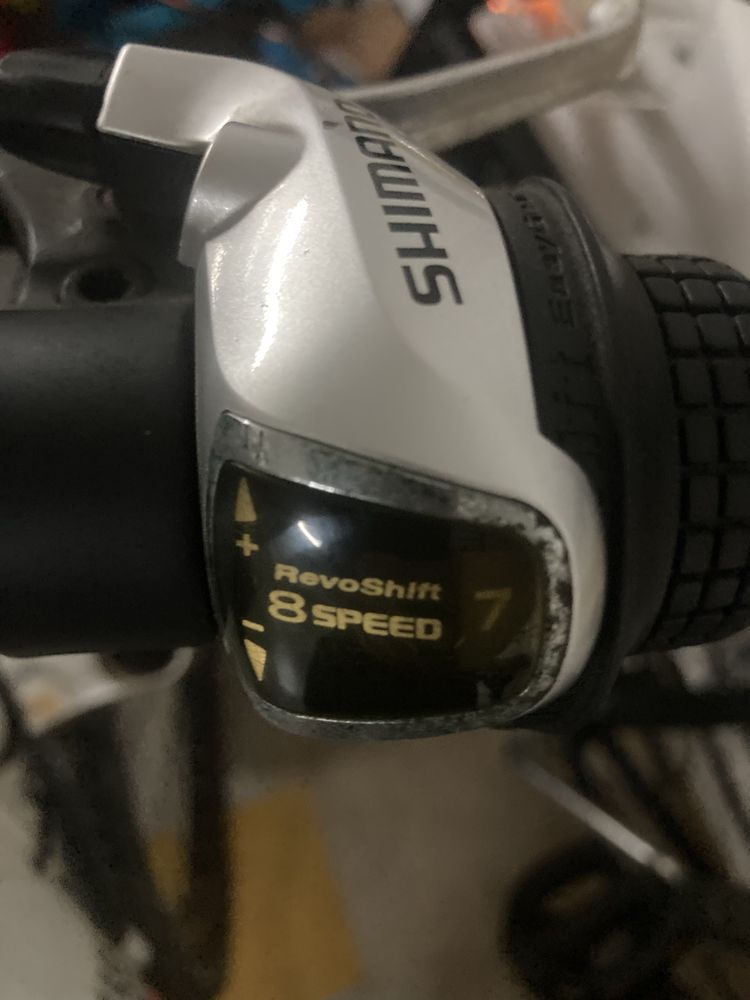 SHIMANO
+
RevoShift
8 SPEED
7
−